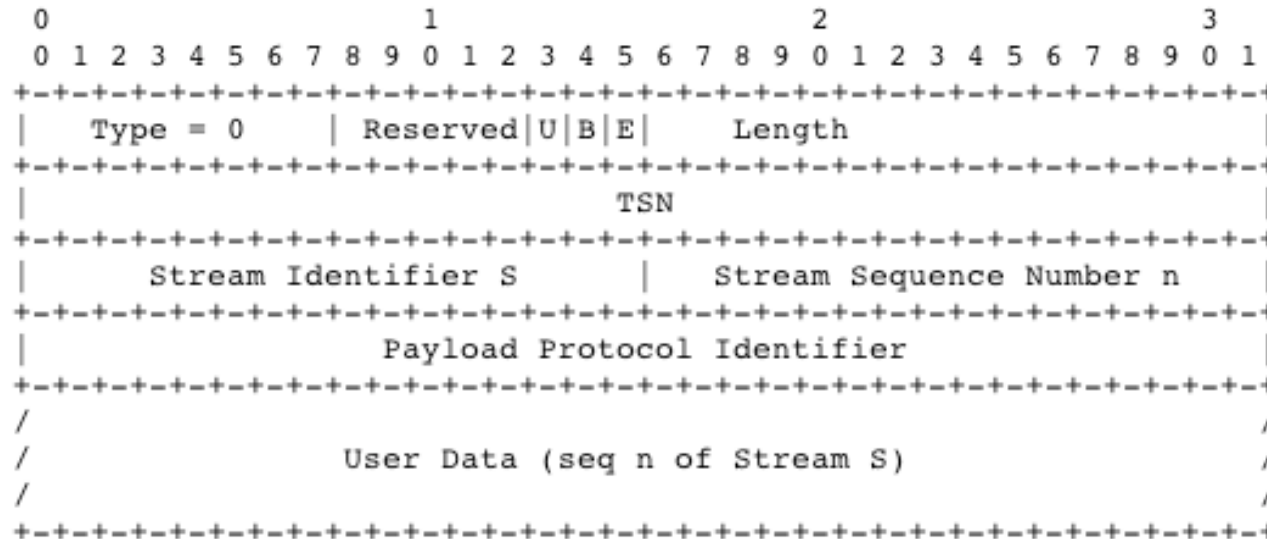 0                   1                   2                   3
 0 1 2 3 4 5 6 7 8 9 0 1 2 3 4 5 6 7 8 9 0 1 2 3 4 5 6 7 8 9 0 1
+-+-+-+-+-+-+-+-+-+-+-+-+-+-+-+-+-+-+-+-+-+-+-+-+-+-+-+-+-+-+-+-+
|   Type = 0    | Reserved|U|B|E|    Length                     |
+-+-+-+-+-+-+-+-+-+-+-+-+-+-+-+-+-+-+-+-+-+-+-+-+-+-+-+-+-+-+-+-+
|                              TSN                              |
+-+-+-+-+-+-+-+-+-+-+-+-+-+-+-+-+-+-+-+-+-+-+-+-+-+-+-+-+-+-+-+-+
|      Stream Identifier S      |   Stream Sequence Number n    |
+-+-+-+-+-+-+-+-+-+-+-+-+-+-+-+-+-+-+-+-+-+-+-+-+-+-+-+-+-+-+-+-+
|                  Payload Protocol Identifier                  |
+-+-+-+-+-+-+-+-+-+-+-+-+-+-+-+-+-+-+-+-+-+-+-+-+-+-+-+-+-+-+-+-+
/                                                               /
/                User Data (seq n of Stream S)                  /
/                                                               /
+-+-+-+-+-+-+-+-+-+-+-+-+-+-+-+-+-+-+-+-+-+-+-+-+-+-+-+-+-+-+-+-+